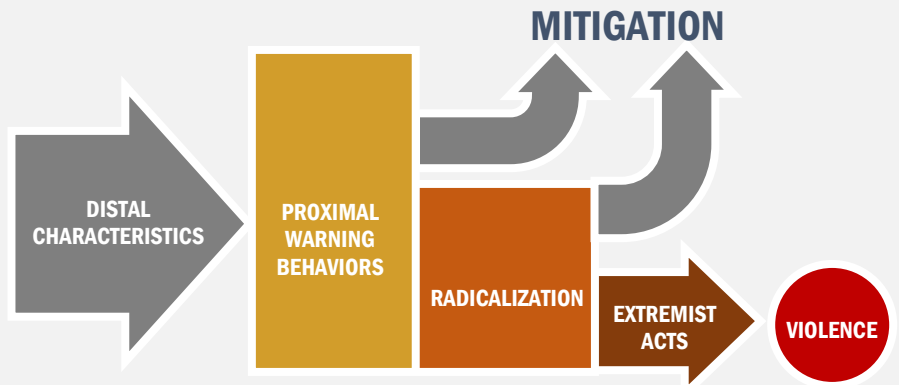 MITIGATION
DISTAL
CHARACTERISTICS
PROXIMAL
WARNING
BEHAVIORS
RADICALIZATION
EXTREMIST
ACTS
VIOLENCE